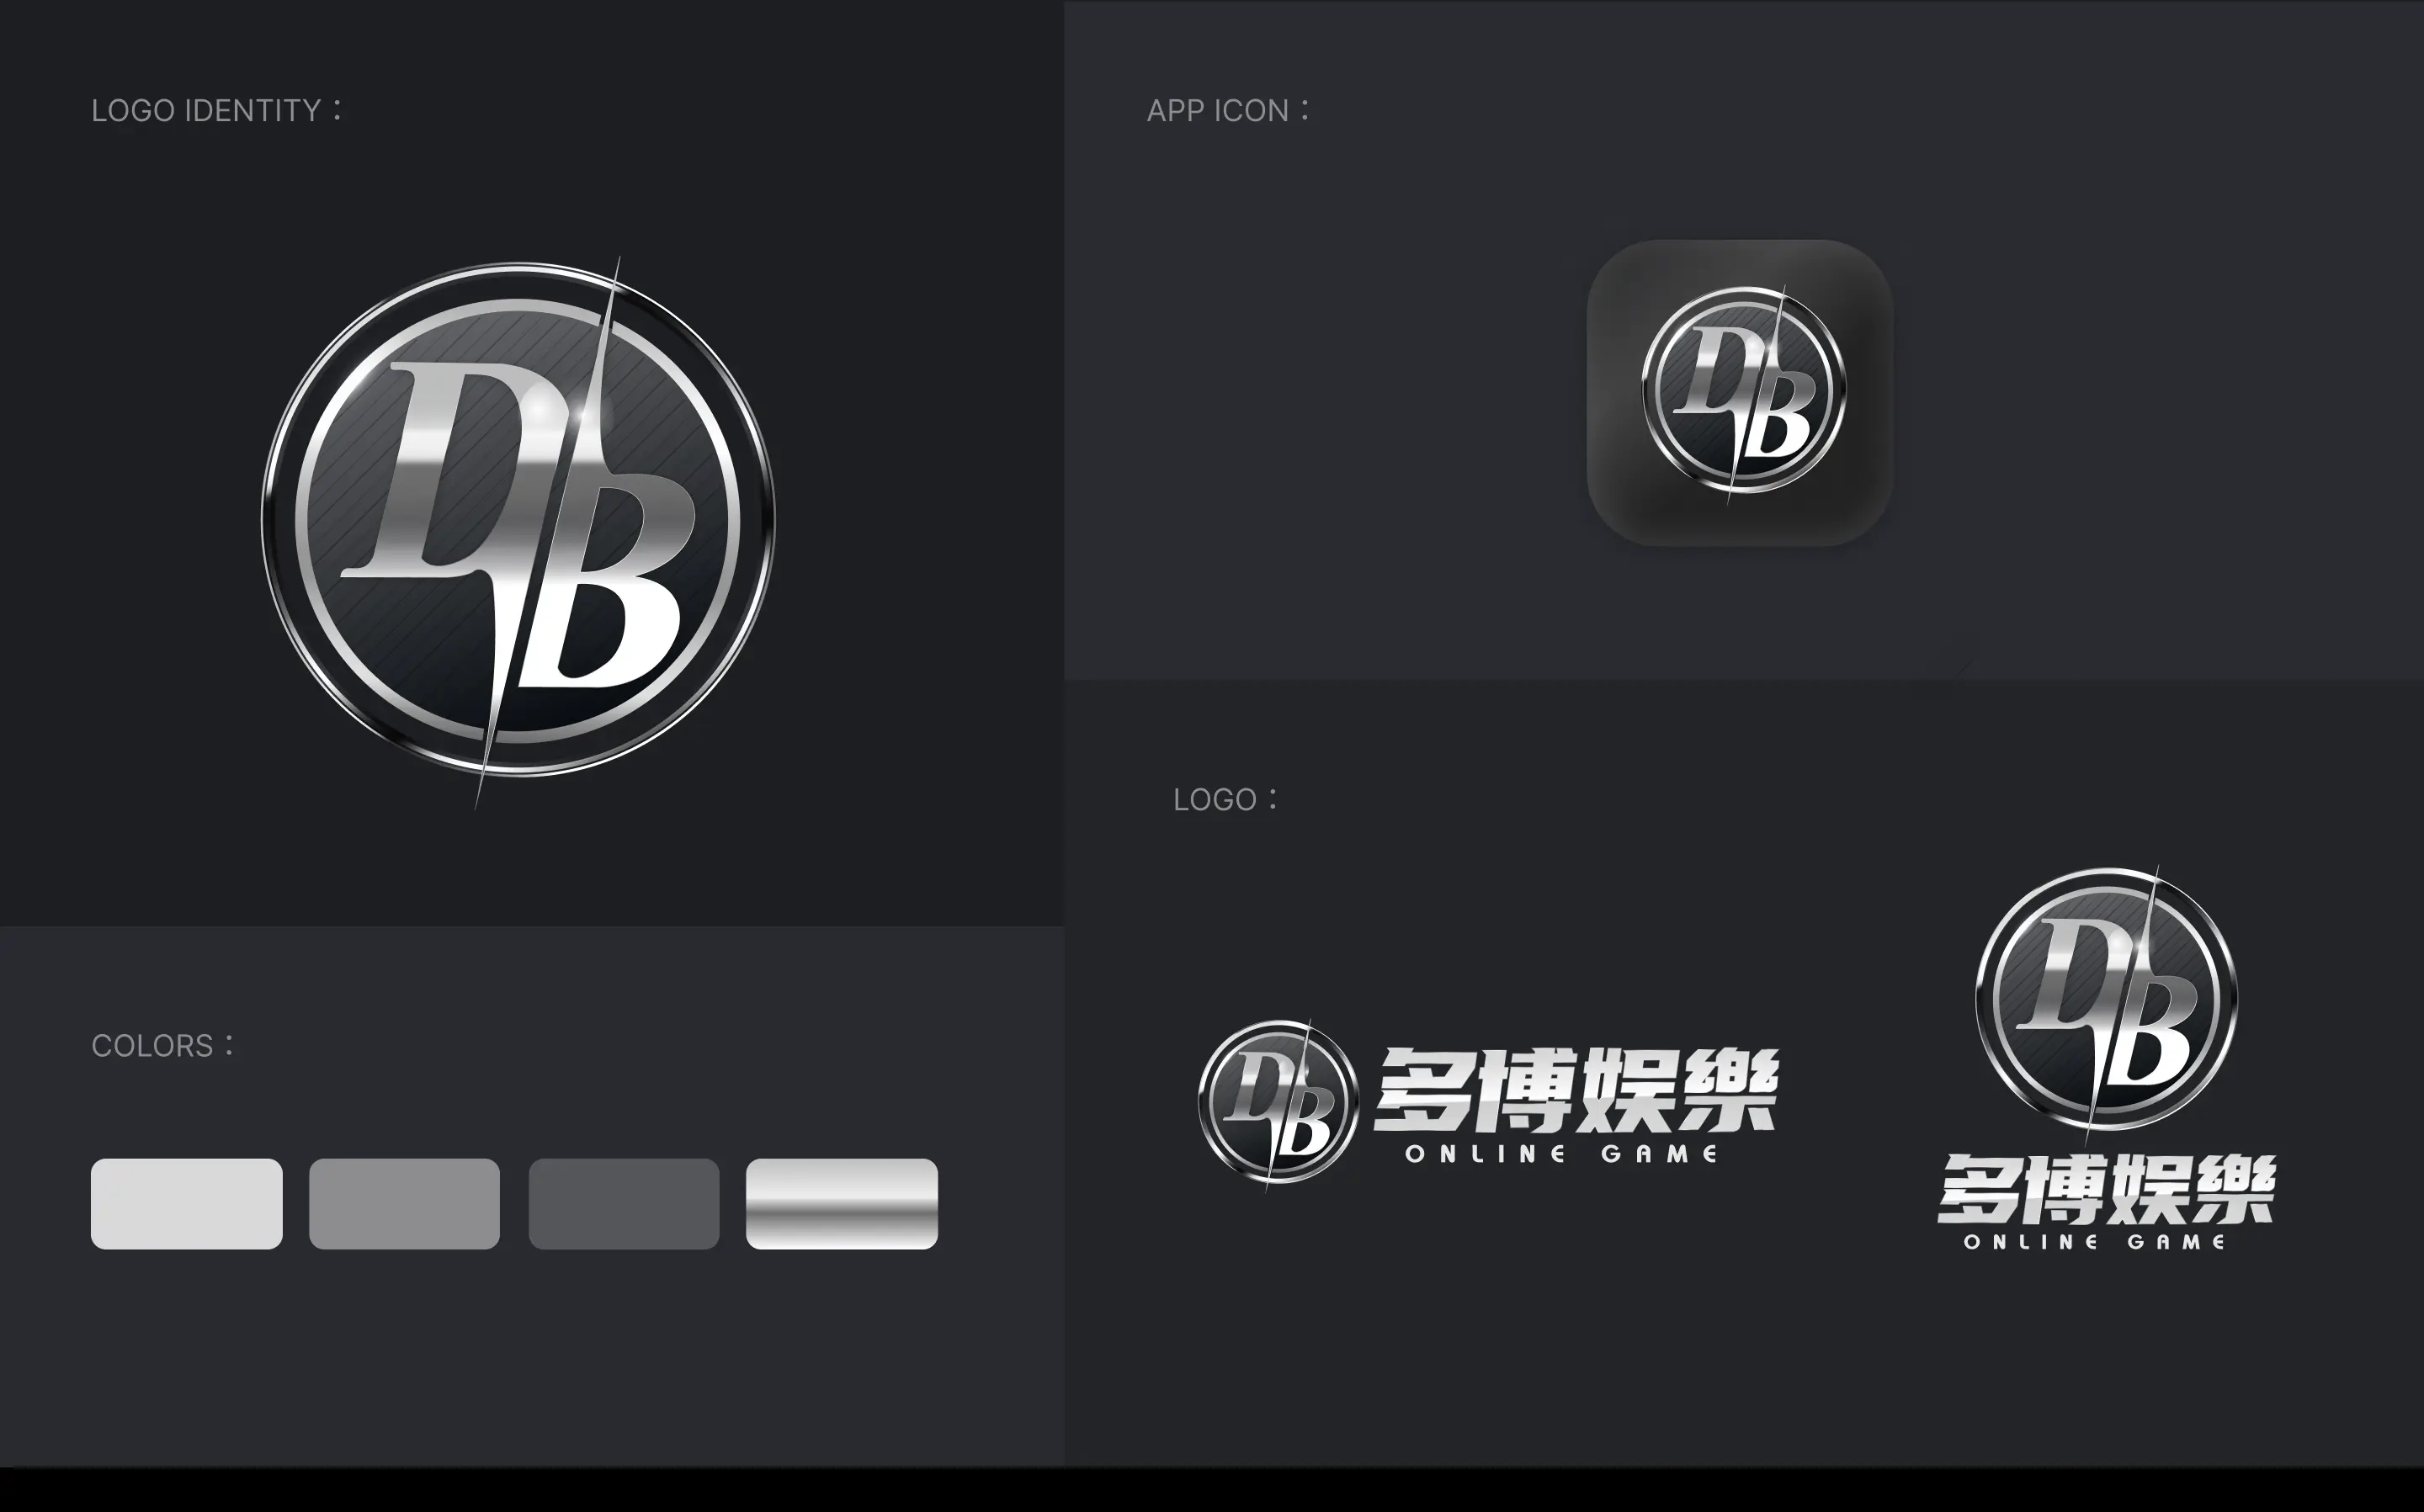 LOGO IDENTITY：
DB
APP ICON：
DB
COLORS：
LOGO：
DB
多博娛樂
ONLINE GAME
DB
多博娛樂
ONLINE GAME